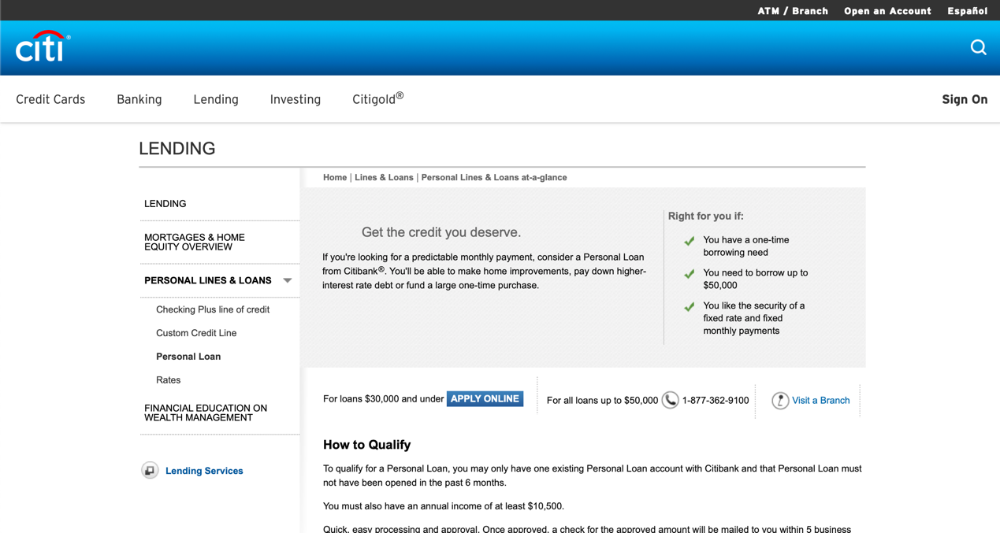 ATM / Branch Open an Account Español
citi®
Credit Cards Banking Lending Investing Citigold® Sign On
LENDING
Home | Lines & Loans | Personal Lines & Loans at-a-glance
LENDING
MORTGAGES & HOME
EQUITY OVERVIEW
PERSONAL LINES & LOANS
Checking Plus line of credit
Custom Credit Line
Personal Loan
Rates
FINANCIAL EDUCATION ON
WEALTH MANAGEMENT
Lending Services
Get the credit you deserve.
If you're looking for a predictable monthly payment, consider a Personal Loan
from Citibank®. You'll be able to make home improvements, pay down higher-
interest rate debt or fund a large one-time purchase.
Right for you if:
You have a one-time
borrowing need
You need to borrow up to
$50,000
You like the security of a
fixed rate and fixed
monthly payments
For loans $30,000 and under APPLY ONLINE
For all loans up to $50,000 1-877-362-9100
Visit a Branch
How to Qualify
To qualify for a Personal Loan, you may only have one existing Personal Loan account with Citibank and that Personal Loan must
not have been opened in the past 6 months.
You must also have an annual income of at least $10,500.
Quick, easy processing and approval. Once approved, a check for the approved amount will be mailed to you within 5 business